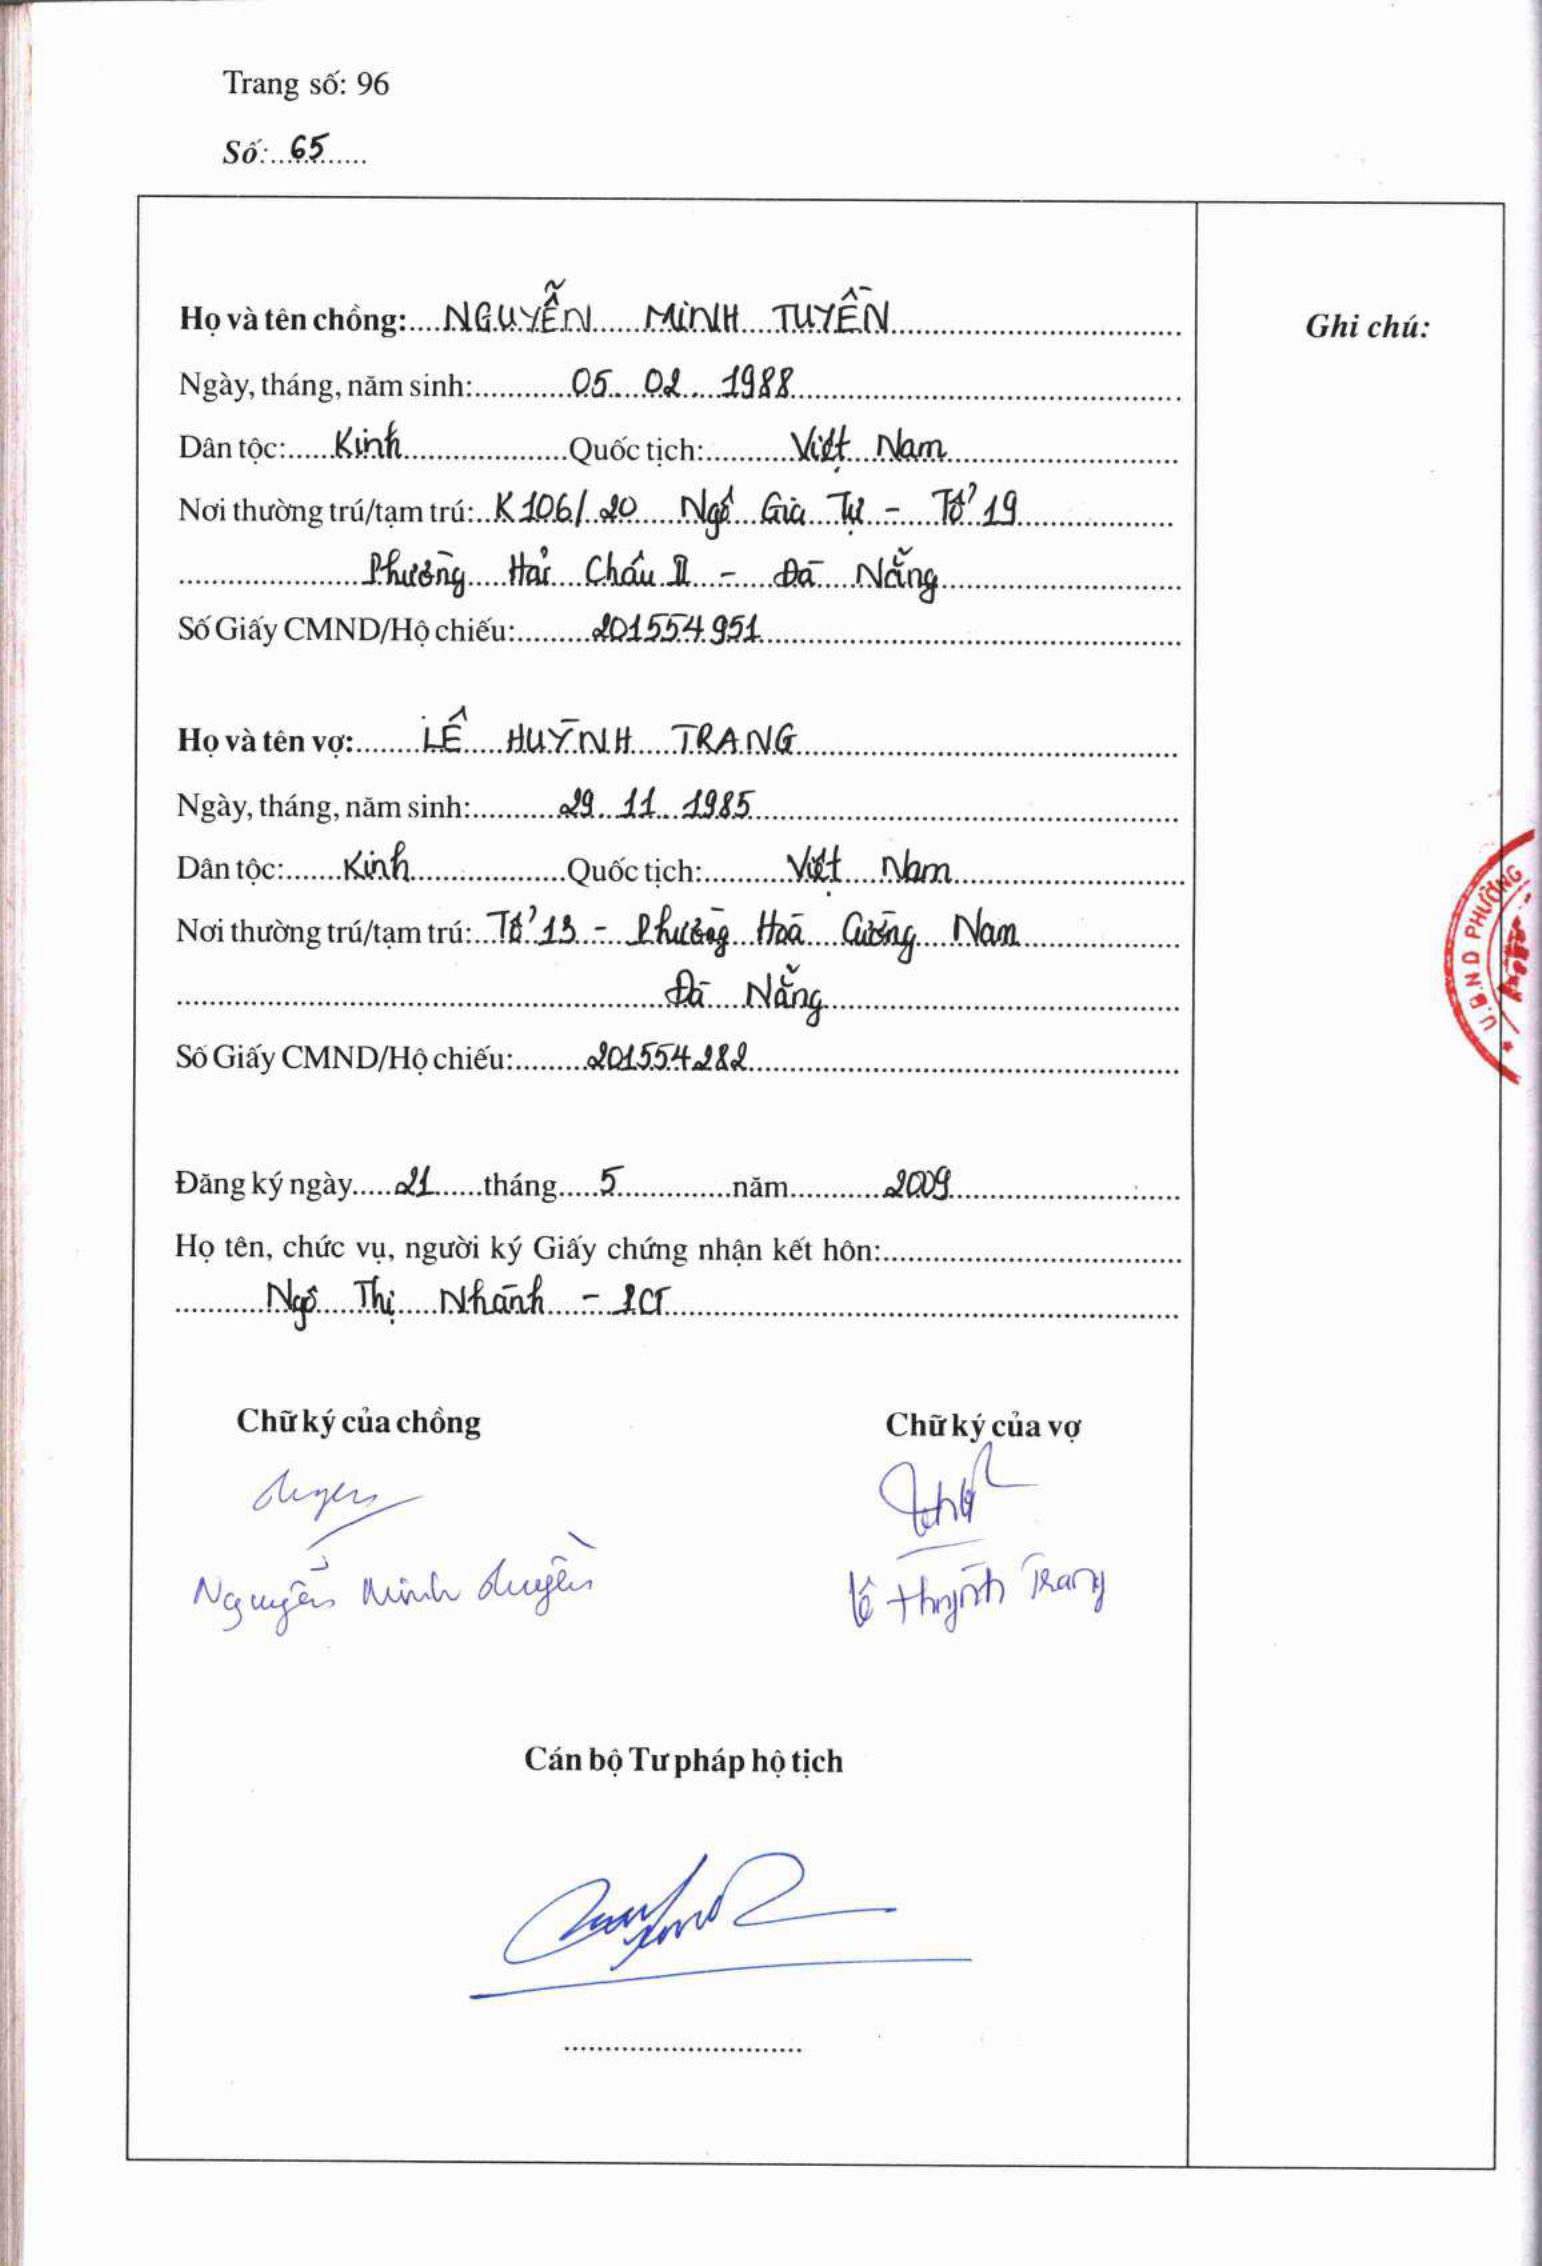 Trang số: 96
Số: 65
Họ và tên chồng: NGUYỄN MINH TUYỀN
Ghi chú:
Ngày, tháng, năm sinh: 05 02 1988
Dân tộc: Kinh Quốc tịch: Việt Nam
Nơi thường trú/tạm trú: K106/20 Ngô Gia Tự - Tổ 19
Phường Hải Châu II - Đà Nẵng
Số Giấy CMND/Hộ chiếu: 201554951
Họ và tên vợ: LÊ HUỲNH TRANG
Ngày, tháng, năm sinh: 29 11 1985
Dân tộc: Kinh Quốc tịch: Việt Nam
Nơi thường trú/tạm trú: Tổ 13 - Phường Hoà Cường Nam
Đà Nẵng
Số Giấy CMND/Hộ chiếu: 201554282
U.B.N.D PHƯỜNG
Đăng ký ngày 21 tháng 5 năm 2009
Họ tên, chức vụ, người ký Giấy chứng nhận kết hôn:
Ngô Thị Nhành - PCT
Chữ ký của chồng Chữ ký của vợ
Nguyễn Minh Tuyền Lê Huỳnh Trang
Cán bộ Tư pháp hộ tịch